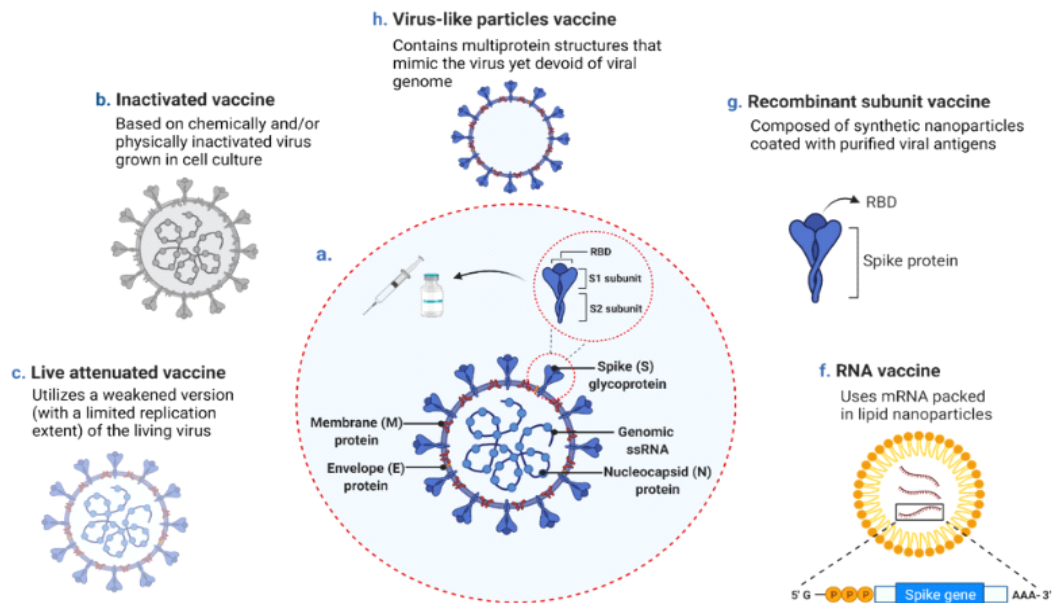 h. Virus-like particles vaccine
Contains multiprotein structures that
mimic the virus yet devoid of viral
genome
b. Inactivated vaccine
Based on chemically and/or
physically inactivated virus
grown in cell culture
g. Recombinant subunit vaccine
Composed of synthetic nanoparticles
coated with purified viral antigens
RBD
Spike protein
a.
RBD
S1 subunit
S2 subunit
Spike (S)
glycoprotein
Membrane (M)
protein
Genomic
ssRNA
Envelope (E)
protein
Nucleocapsid (N)
protein
c. Live attenuated vaccine
Utilizes a weakened version
(with a limited replication
extent) of the living virus
f. RNA vaccine
Uses mRNA packed
in lipid nanoparticles
5' G P P P Spike gene AAA- 3'